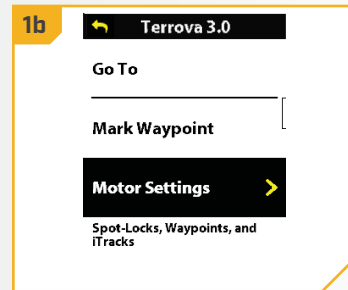 1b
Terrova 3.0
Go To
Mark Waypoint
Motor Settings
Spot-Locks, Waypoints, and
iTracks